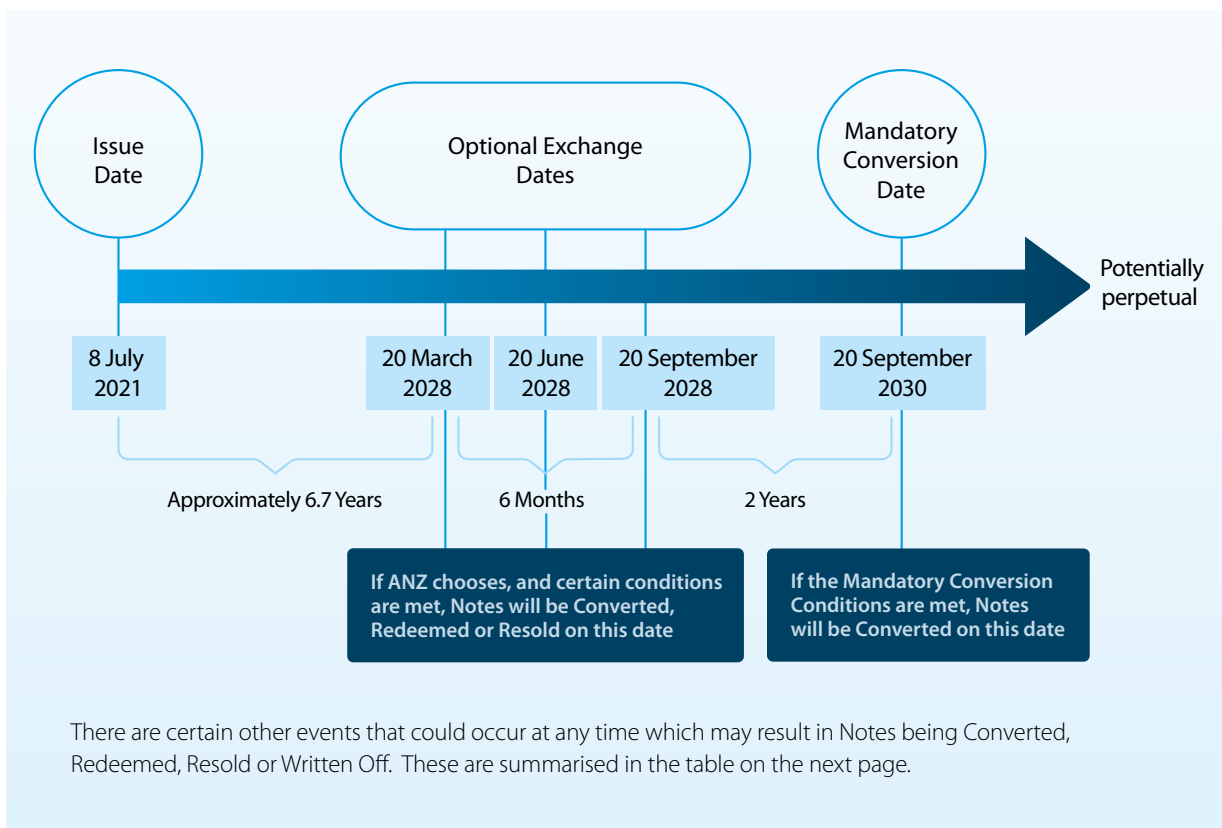 Issue
Date
Optional Exchange
Dates
Mandatory
Conversion
Date
Potentially
perpetual
8 July
2021
20 March
2028
20 June
2028
20 September
2028
20 September
2030
Approximately 6.7 Years
6 Months
2 Years
If ANZ chooses, and certain conditions
are met, Notes will be Converted,
Redeemed or Resold on this date
If the Mandatory Conversion
Conditions are met, Notes
will be Converted on this date
There are certain other events that could occur at any time which may result in Notes being Converted,
Redeemed, Resold or Written Off. These are summarised in the table on the next page.